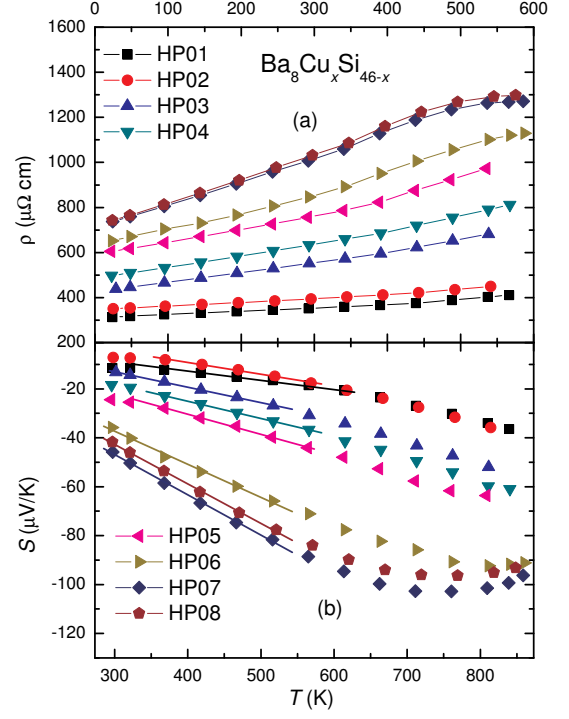 0 100 200 300 400 500 600
1600
1400
1200
1000
800
600
400
200
ρ (μΩ cm)
HP01
HP02
HP03
HP04
Ba8CuxSi46-x
(a)
-20
-40
-60
-80
-100
-120
S (μV/K)
HP05
HP06
HP07
HP08
(b)
300 400 500 600 700 800
T (K)